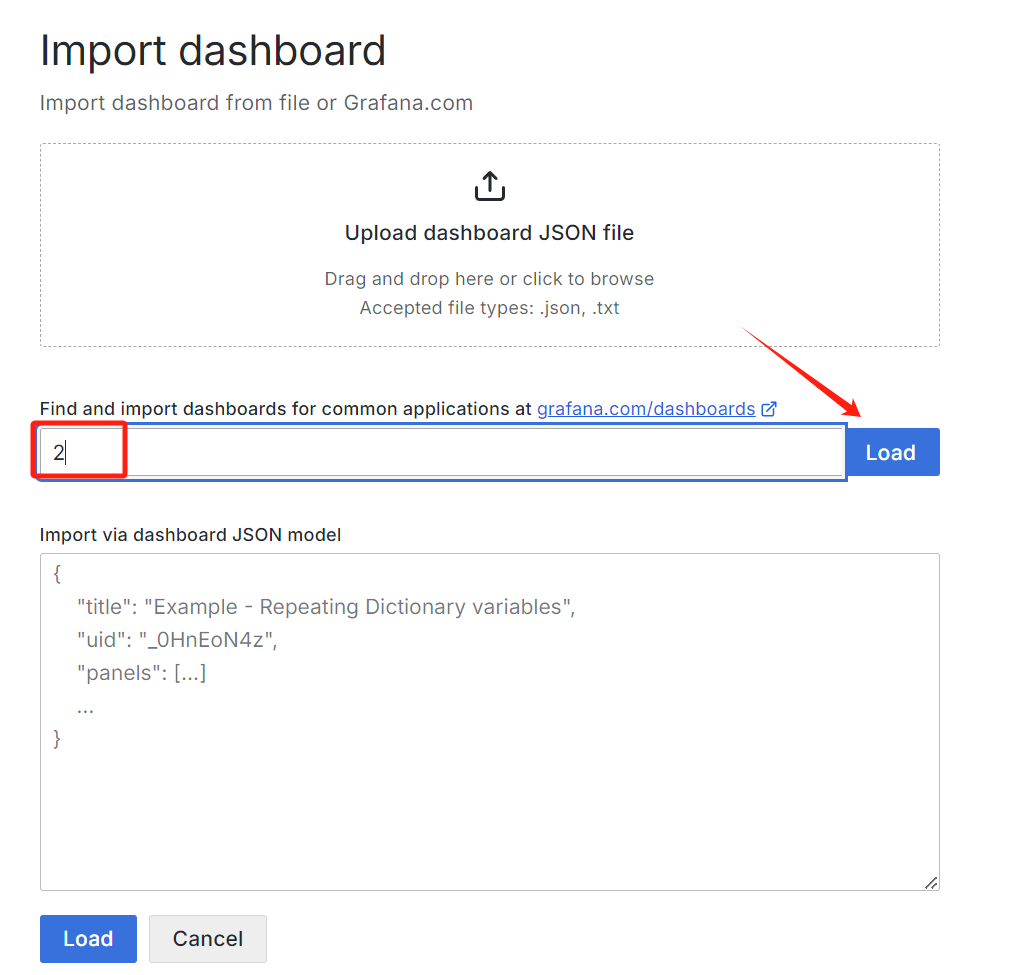 Import dashboard
Import dashboard from file or Grafana.com
Upload dashboard JSON file
Drag and drop here or click to browse
Accepted file types: .json, .txt
Find and import dashboards for common applications at grafana.com/dashboards
2
Load
Import via dashboard JSON model
{
"title": "Example - Repeating Dictionary variables",
"uid": "_0HnEoN4z",
"panels": [...]
...
}
Load
Cancel